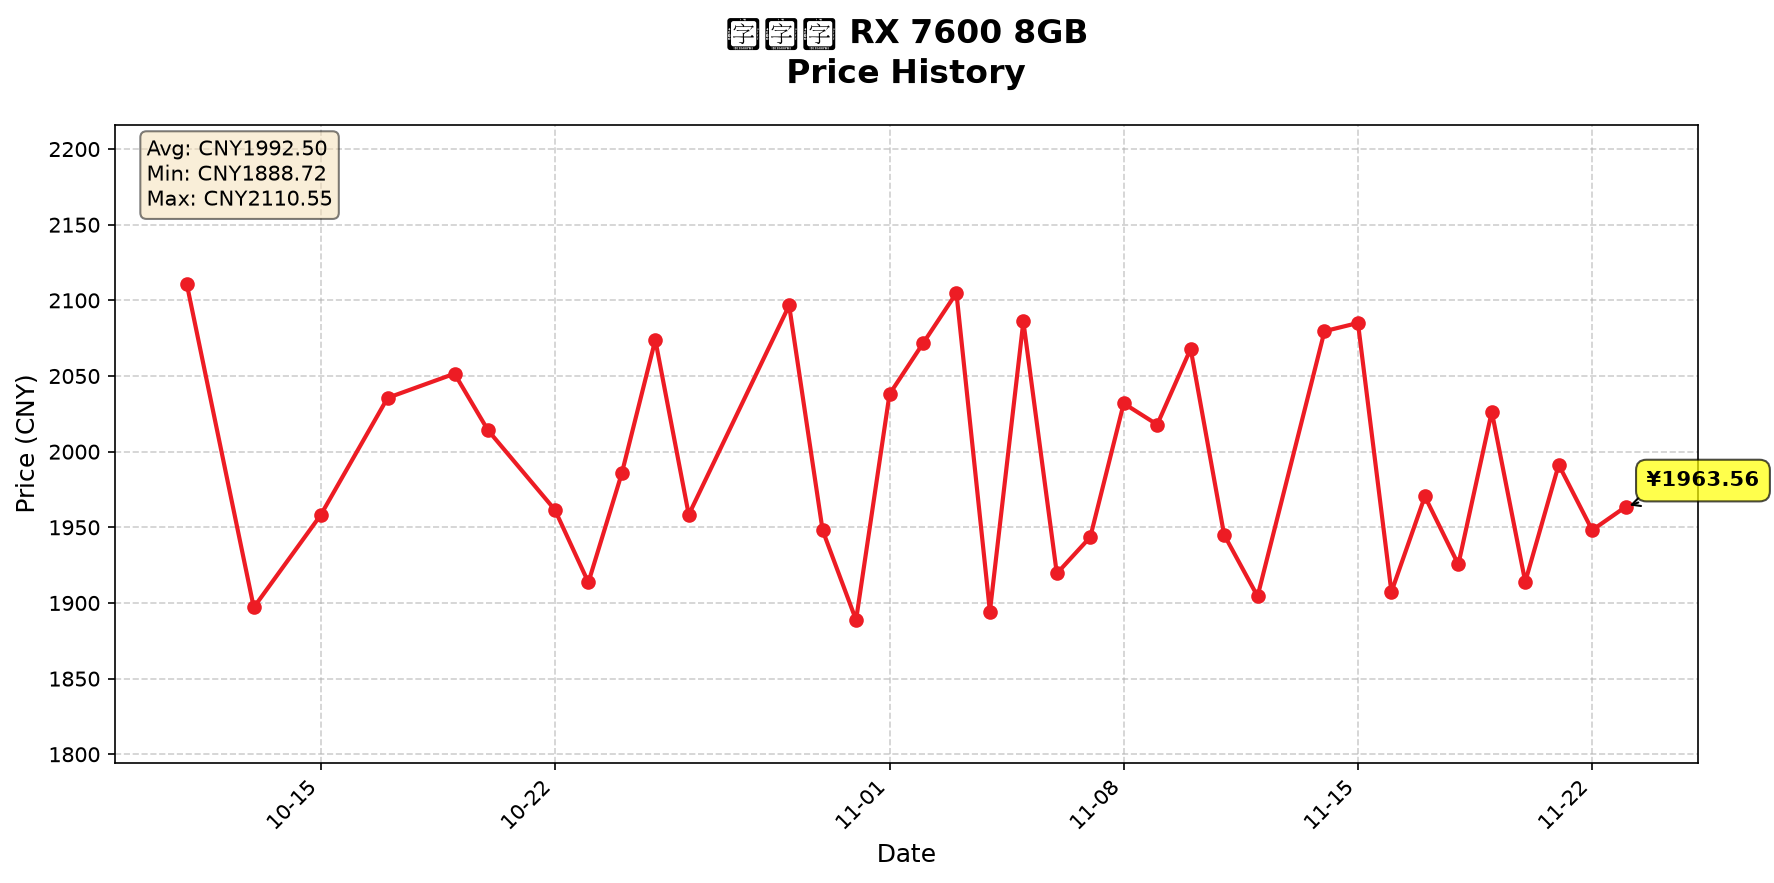 RX 7600 8GB
Price History
Avg: CNY1992.50
Min: CNY1888.72
Max: CNY2110.55
2200
2150
2100
2050
2000
1950
1900
1850
1800
Price (CNY)
¥1963.56
10-15
10-22
11-01
11-08
11-15
11-22
Date